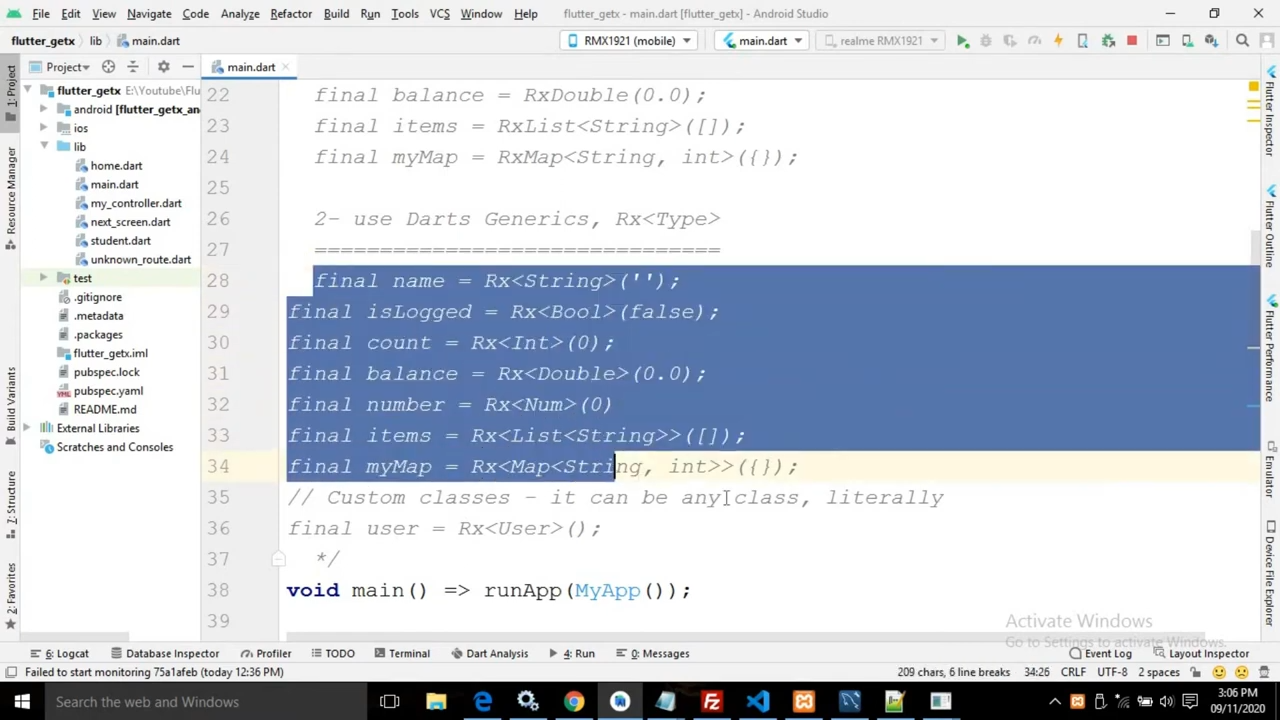 File Edit View Navigate Code Analyze Refactor Build Run Tools VCS Window Help flutter_getx - main.dart [flutter_getx] - Android Studio
flutter_getx lib main.dart RMX1921 (mobile) main.dart realme RMX1921
1: Project
Resource Manager
Build Variants
Z: Structure
2: Favorites
Project
flutter_getx E:\Youtube\Flu
android [flutter_getx_an
ios
lib
home.dart
main.dart
my_controller.dart
next_screen.dart
student.dart
unknown_route.dart
test
.gitignore
.metadata
.packages
flutter_getx.iml
pubspec.lock
pubspec.yaml
README.md
External Libraries
Scratches and Consoles
main.dart
22 final balance = RxDouble(0.0);
23 final items = RxList<String>([]);
24 final myMap = RxMap<String, int>({});
25
26 2- use Darts Generics, Rx<Type>
27 ===============================
28 final name = Rx<String>('');
29 final isLogged = Rx<Bool>(false);
30 final count = Rx<Int>(0);
31 final balance = Rx<Double>(0.0);
32 final number = Rx<Num>(0)
33 final items = Rx<List<String>>([]);
34 final myMap = Rx<Map<String, int>>({});
35 // Custom classes - it can be any class, literally
36 final user = Rx<User>();
37 */
38 void main() => runApp(MyApp());
39
Flutter Inspector
Flutter Outline
Flutter Performance
Emulator
Device File Explorer
Activate Windows
Go to Settings to activate Windows.
6: Logcat Database Inspector Profiler TODO Terminal Dart Analysis 4: Run 0: Messages Event Log Layout Inspector
Failed to start monitoring 75a1afeb (today 12:36 PM) 209 chars, 6 line breaks 34:26 CRLF UTF-8 2 spaces
Search the web and Windows
3:06 PM
09/11/2020